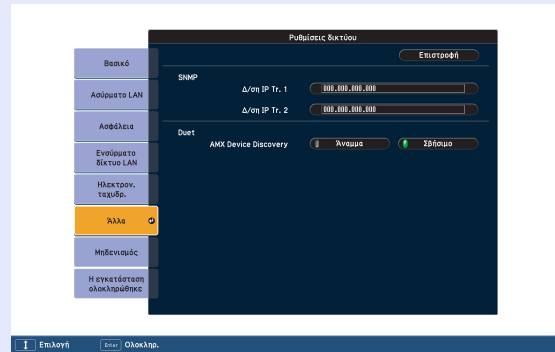 Ρυθμίσεις δικτύου
Επιστροφή
Βασικό
Ασύρματο LAN
Ασφάλεια
Ενσύρματο
δίκτυο LAN
Ηλεκτρον.
ταχυδρ.
Άλλα
Μηδενισμός
Η εγκατάσταση
ολοκληρώθηκε
SNMP
Δ/ση IP Tr. 1 000.000.000.000
Δ/ση IP Tr. 2 000.000.000.000
Duet
AMX Device Discovery Άναμμα Σβήσιμο
Επιλογή Enter Ολοκληρ.